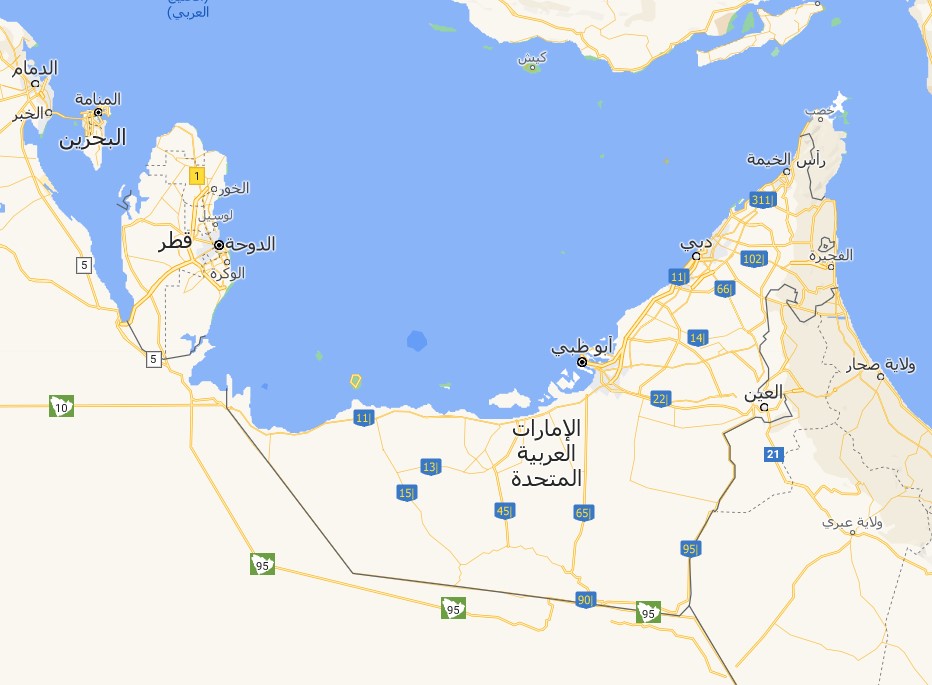 العربي)
كيش
الدمام
المنامة
الخبر
البحرين
خصب
رأس الخيمة
1
الخور
311
لوسيل
قطر
الدوحة
دبي
الفجيرة
5
الوكرة
11
102
66
14
5
أبو ظبي
ولاية صحار
10
22
العين
11
الإمارات
العربية
المتحدة
21
13
15
45
65
ولاية عبري
95
95
90
95
95